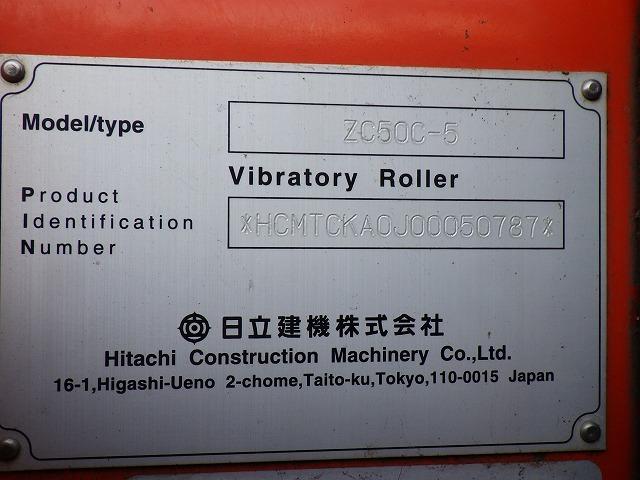 Model/type ZC50C-5
Vibratory Roller
Product
Identification *HCMTCKA0J00050787*
Number
日立建機株式会社
Hitachi Construction Machinery Co.,Ltd.
16-1,Higashi-Ueno 2-chome,Taito-ku,Tokyo,110-0015 Japan